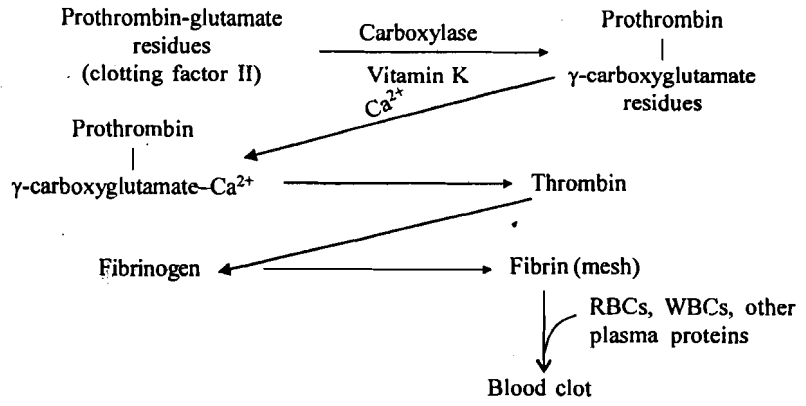 Prothrombin-glutamate
residues
(clotting factor II)
Carboxylase
Vitamin K
Prothrombin
γ-carboxyglutamate
residues
Ca²⁺
Prothrombin
γ-carboxyglutamate–Ca²⁺
Thrombin
Fibrinogen
Fibrin (mesh)
RBCs, WBCs, other
plasma proteins
Blood clot